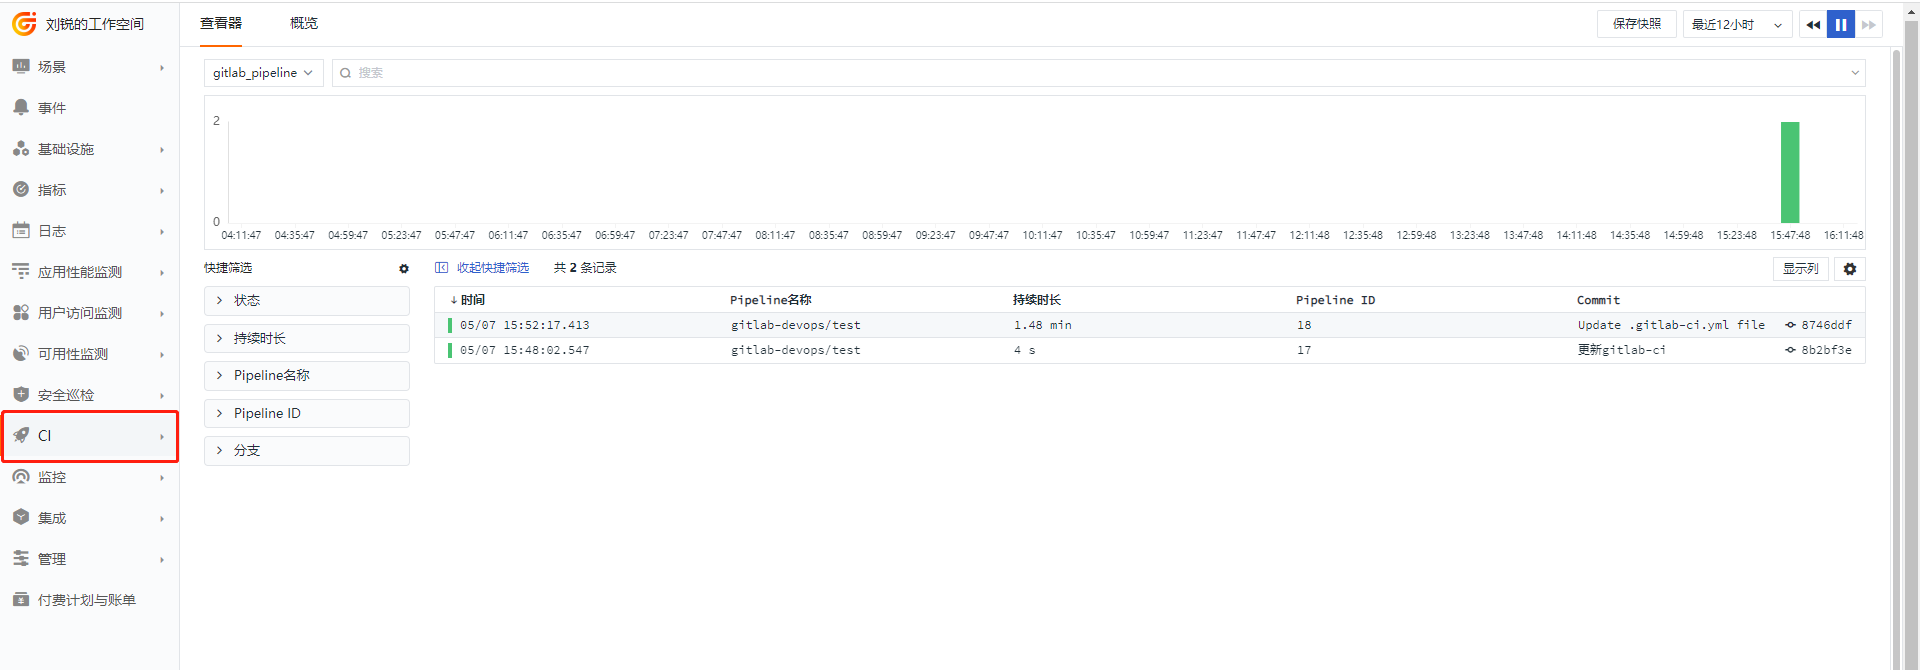 刘锐的工作空间
查看器 概览
保存快照 最近12小时
场景
事件
基础设施
指标
日志
应用性能监测
用户访问监测
可用性监测
安全巡检
CI
监控
集成
管理
付费计划与账单
gitlab_pipeline 搜索
2
0
04:11:47 04:35:47 04:59:47 05:23:47 05:47:47 06:11:47 06:35:47 06:59:47 07:23:47 07:47:47 08:11:47 08:35:47 08:59:47 09:23:47 09:47:47 10:11:47 10:35:47 10:59:47 11:23:47 11:47:47 12:11:48 12:35:48 12:59:48 13:23:48 13:47:48 14:11:48 14:35:48 14:59:48 15:23:48 15:47:48 16:11:48
快捷筛选
状态
持续时长
Pipeline名称
Pipeline ID
分支
收起快捷筛选 共 2 条记录 显示列
↓时间 Pipeline名称 持续时长 Pipeline ID Commit
05/07 15:52:17.413 gitlab-devops/test 1.48 min 18 Update .gitlab-ci.yml file 8746ddf
05/07 15:48:02.547 gitlab-devops/test 4 s 17 更新gitlab-ci 8b2bf3e